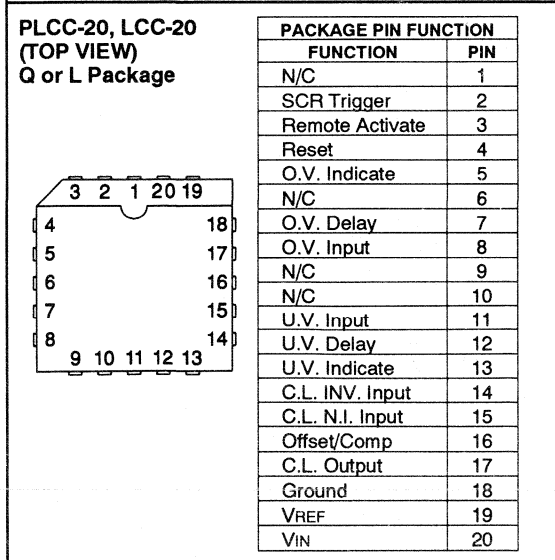 PLCC-20, LCC-20
(TOP VIEW)
Q or L Package
3 2 1 20 19
4 18
5 17
6 16
7 15
8 14
9 10 11 12 13
PACKAGE PIN FUNCTION
FUNCTION PIN
N/C 1
SCR Trigger 2
Remote Activate 3
Reset 4
O.V. Indicate 5
N/C 6
O.V. Delay 7
O.V. Input 8
N/C 9
N/C 10
U.V. Input 11
U.V. Delay 12
U.V. Indicate 13
C.L. INV. Input 14
C.L. N.I. Input 15
Offset/Comp 16
C.L. Output 17
Ground 18
VREF 19
VIN 20